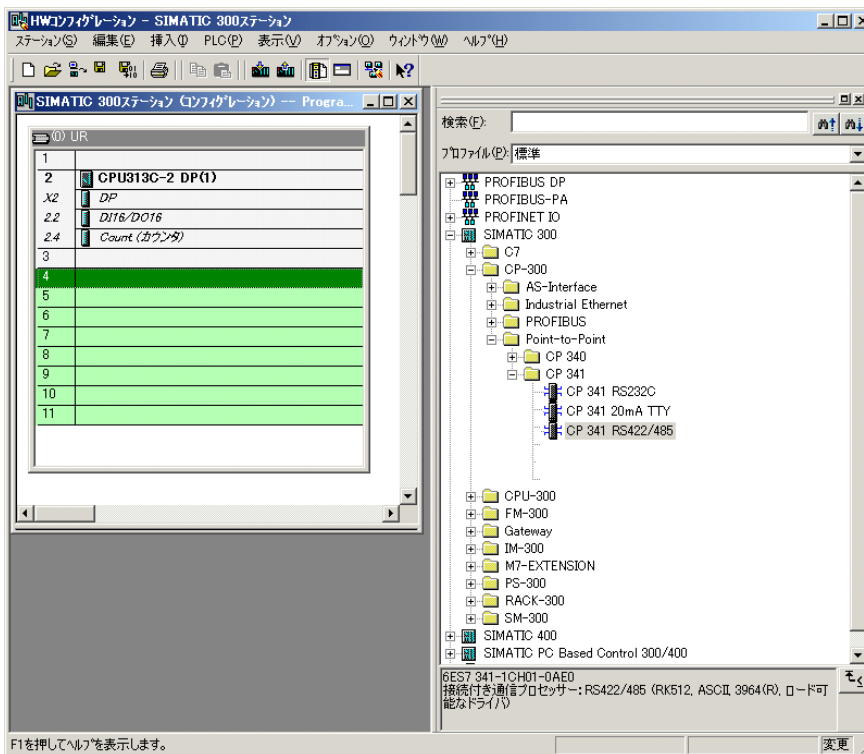 HWコンフィグレーション - SIMATIC 300ステーション
ステーション(S) 編集(E) 挿入(I) PLC(P) 表示(V) オプション(O) ウィンドウ(W) ヘルプ(H)
SIMATIC 300ステーション (コンフィグレーション) -- Progra...
(0) UR
1
2 CPU313C-2 DP(1)
X2 DP
2.2 DI16/DO16
2.4 Count (カウンタ)
3
4
5
6
7
8
9
10
11
検索(F):
プロファイル(P): 標準
PROFIBUS DP
PROFIBUS-PA
PROFINET IO
SIMATIC 300
C7
CP-300
AS-Interface
Industrial Ethernet
PROFIBUS
Point-to-Point
CP 340
CP 341
CP 341 RS232C
CP 341 20mA TTY
CP 341 RS422/485
CPU-300
FM-300
Gateway
IM-300
M7-EXTENSION
PS-300
RACK-300
SM-300
SIMATIC 400
SIMATIC PC Based Control 300/400
6ES7 341-1CH01-0AE0
接続付き通信プロセッサー: RS422/485 (RK512, ASCII, 3964(R), ロード可
能なドライバ)
F1を押してヘルプを表示します。
変更